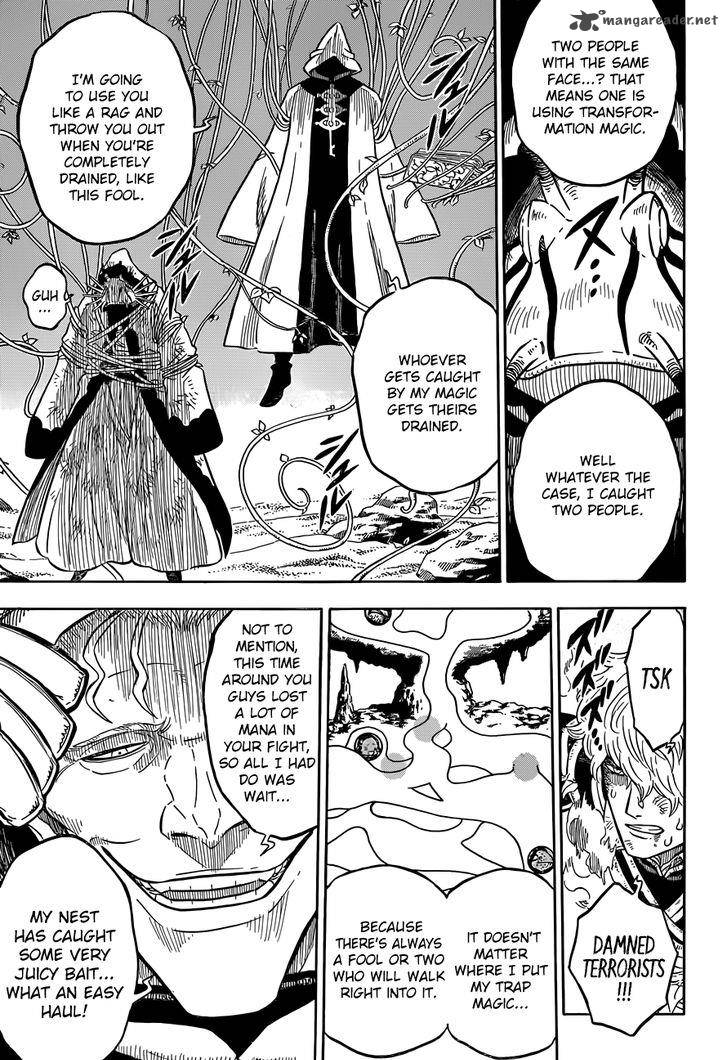 mangareader.net
TWO PEOPLE
WITH THE SAME
FACE...? THAT
MEANS ONE IS
USING TRANSFOR-
MATION MAGIC.
WELL
WHATEVER THE
CASE, I CAUGHT
TWO PEOPLE.
I'M GOING
TO USE YOU
LIKE A RAG AND
THROW YOU OUT
WHEN YOU'RE
COMPLETELY
DRAINED, LIKE
THIS FOOL.
GUH
...
WHOEVER
GETS CAUGHT
BY MY MAGIC
GETS THEIRS
DRAINED.
TSK
DAMNED
TERRORISTS
!!!
IT DOESN'T
MATTER
WHERE I PUT
MY TRAP
MAGIC...
BECAUSE
THERE'S ALWAYS
A FOOL OR TWO
WHO WILL WALK
RIGHT INTO IT.
NOT TO
MENTION,
THIS TIME
AROUND YOU
GUYS LOST
A LOT OF
MANA IN
YOUR FIGHT,
SO ALL I
HAD DO
WAS
WAIT...
MY NEST
HAS CAUGHT
SOME VERY
JUICY BAIT...
WHAT AN EASY
HAUL!